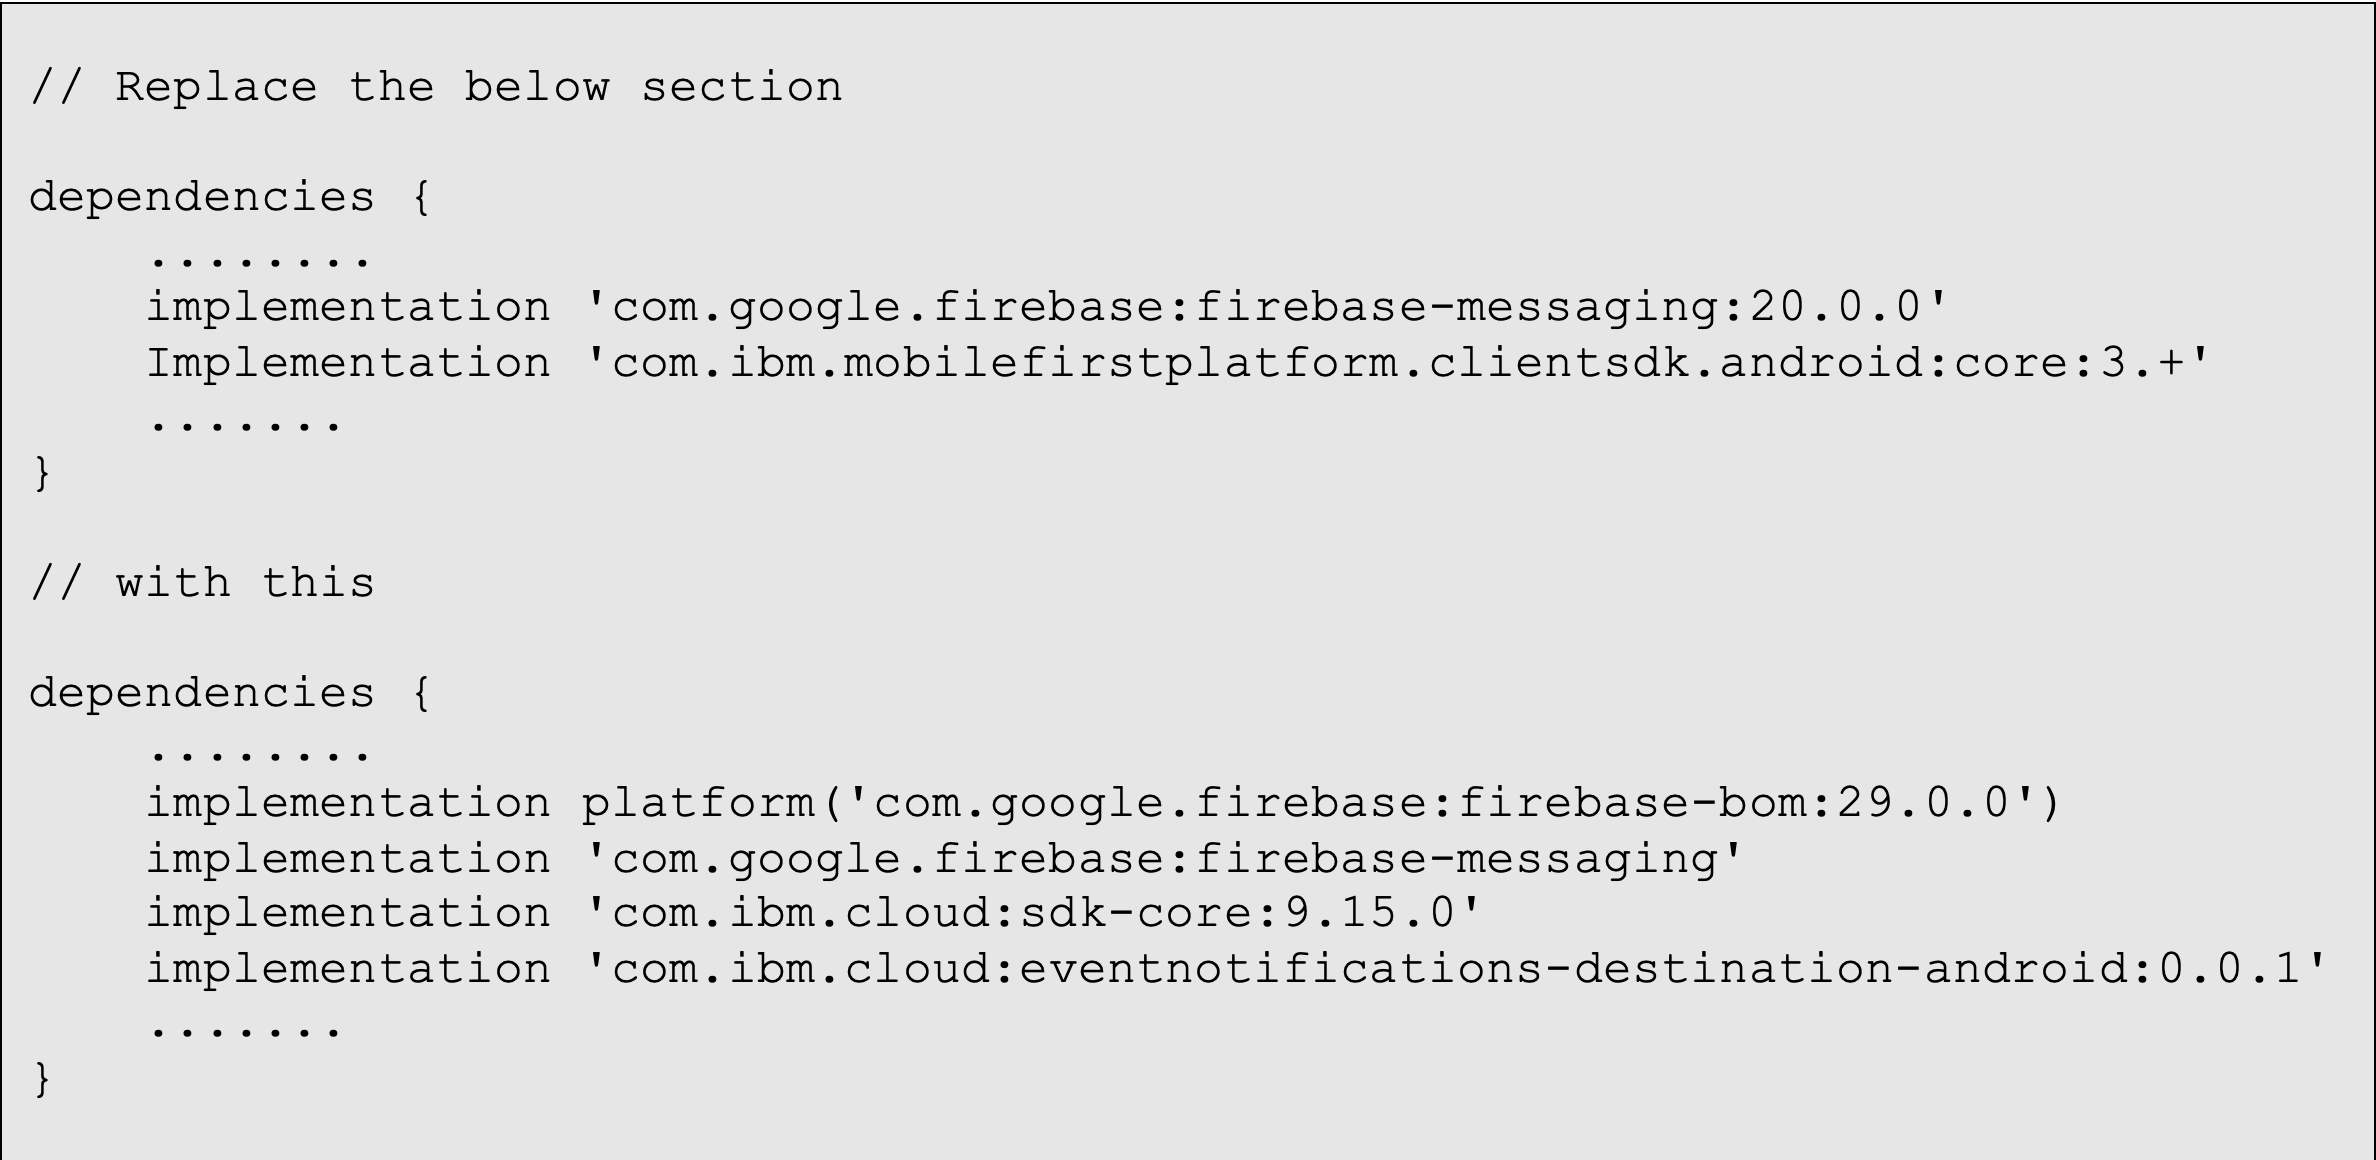 // Replace the below section
dependencies {
........
implementation 'com.google.firebase:firebase-messaging:20.0.0'
Implementation 'com.ibm.mobilefirstplatform.clientsdk.android:core:3.+'
.......
}
// with this
dependencies {
........
implementation platform('com.google.firebase:firebase-bom:29.0.0')
implementation 'com.google.firebase:firebase-messaging'
implementation 'com.ibm.cloud:sdk-core:9.15.0'
implementation 'com.ibm.cloud:eventnotifications-destination-android:0.0.1'
.......
}